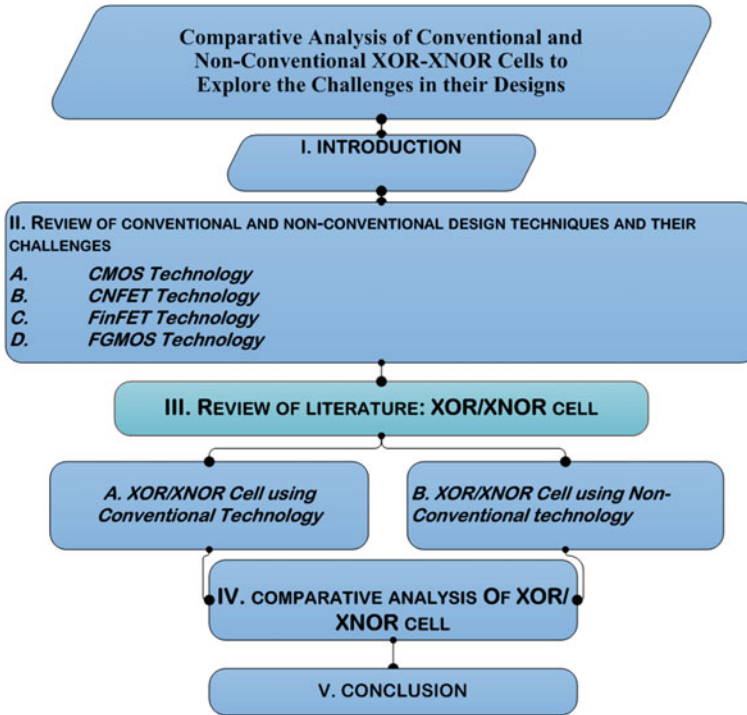 Comparative Analysis of Conventional and
Non-Conventional XOR-XNOR Cells to
Explore the Challenges in their Designs
I. INTRODUCTION
II. REVIEW OF CONVENTIONAL AND NON-CONVENTIONAL DESIGN TECHNIQUES AND THEIR
CHALLENGES
A. CMOS Technology
B. CNFET Technology
C. FinFET Technology
D. FGMOS Technology
III. REVIEW OF LITERATURE: XOR/XNOR CELL
A. XOR/XNOR Cell using
Conventional Technology
B. XOR/XNOR Cell using Non-
Conventional technology
IV. COMPARATIVE ANALYSIS OF XOR/
XNOR CELL
V. CONCLUSION